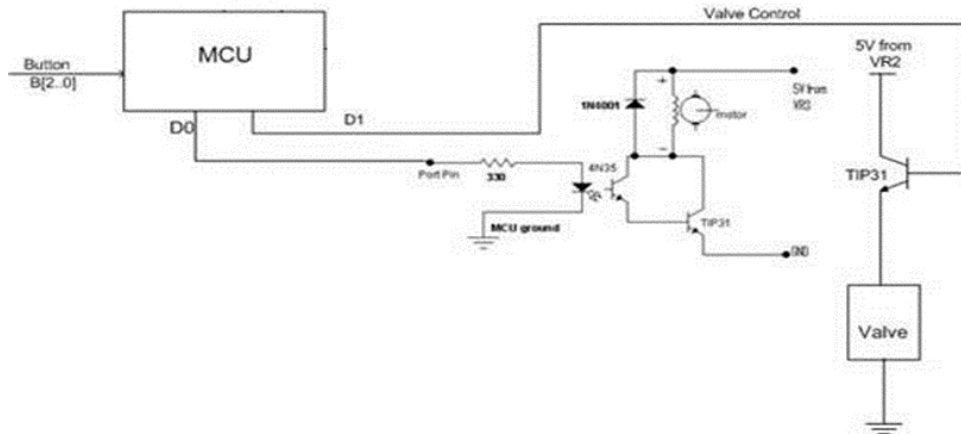 Valve Control
MCU
Button
B[2..0]
D0
D1
5V from
VR2
1N4001
+
-
motor
5V from
Port Pin
330
4N35
TIP31
TIP31
MCU ground
GND
Valve